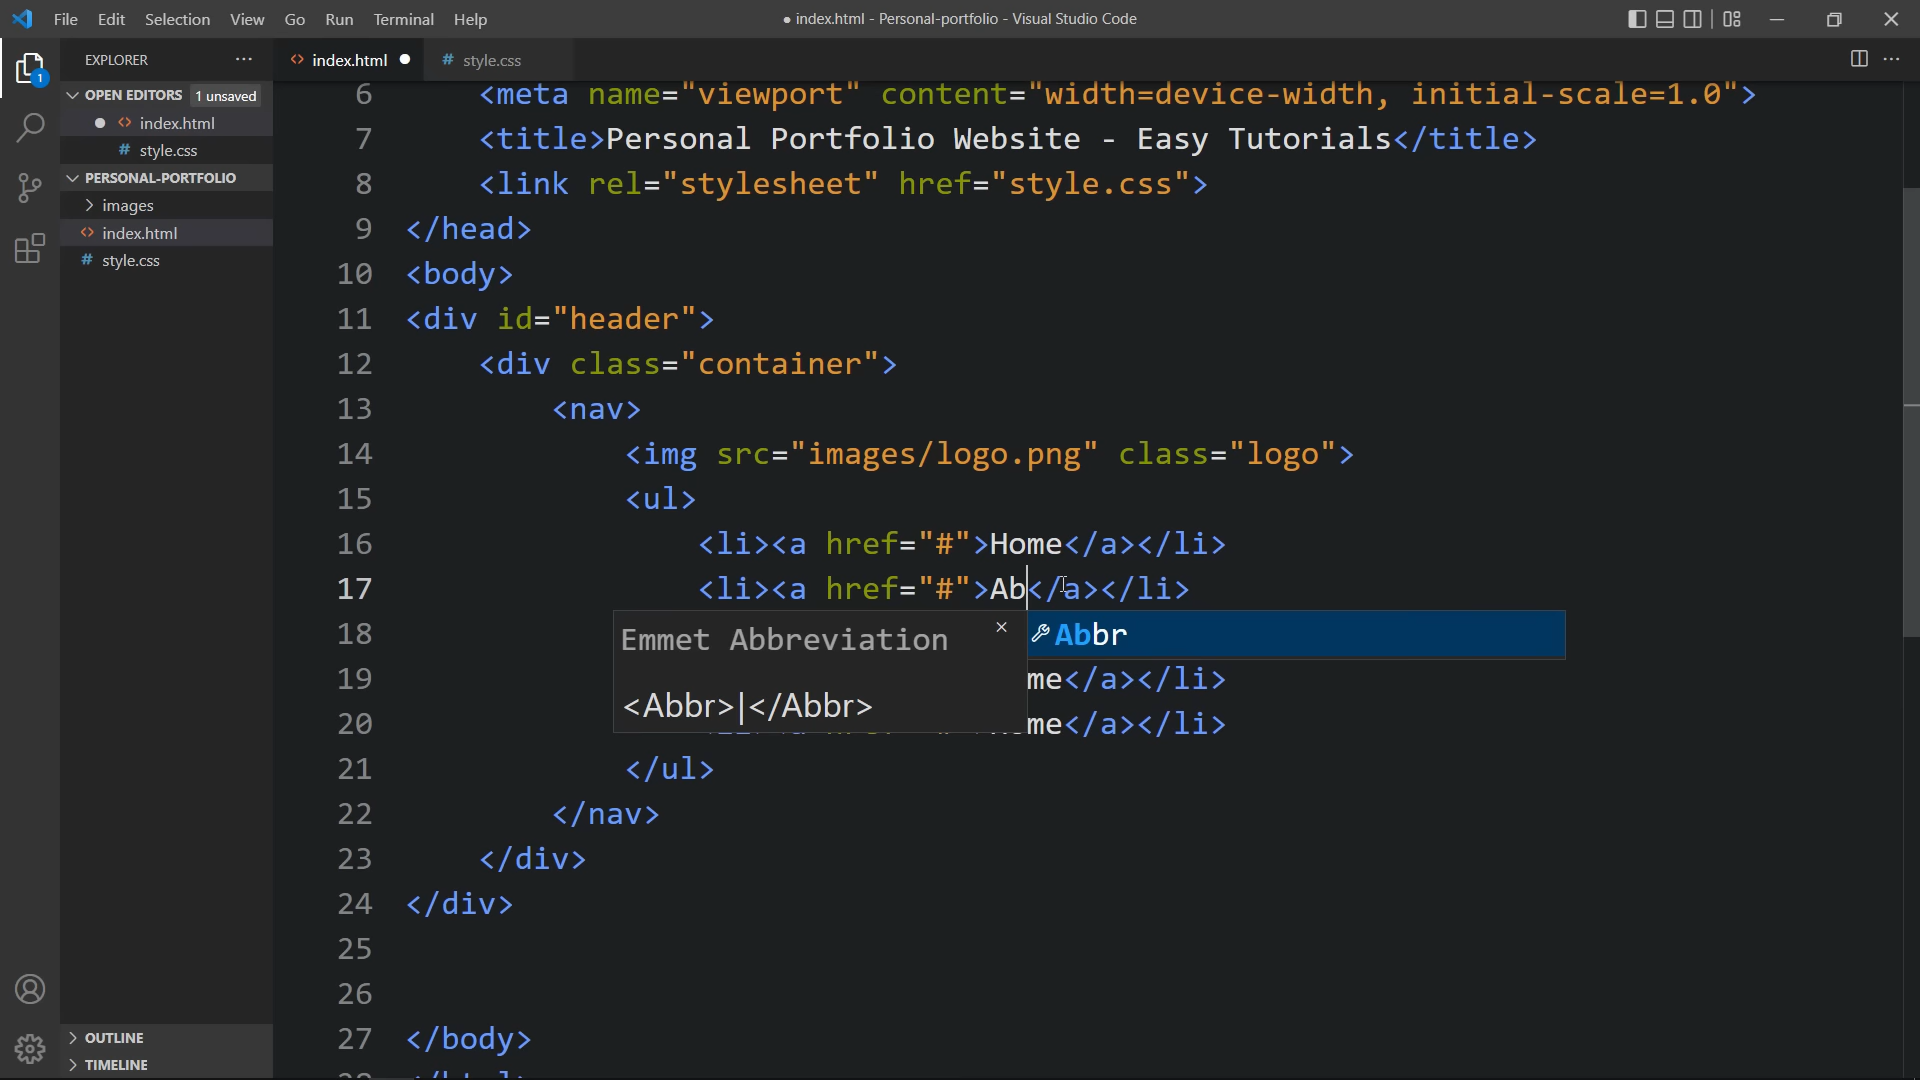 File Edit Selection View Go Run Terminal Help
● index.html - Personal-portfolio - Visual Studio Code
EXPLORER
index.html
# style.css
OPEN EDITORS 1 unsaved
index.html
# style.css
PERSONAL-PORTFOLIO
images
index.html
# style.css
OUTLINE
TIMELINE
1
6 <meta name="viewport" content="width=device-width, initial-scale=1.0">
7 <title>Personal Portfolio Website - Easy Tutorials</title>
8 <link rel="stylesheet" href="style.css">
9 </head>
10 <body>
11 <div id="header">
12 <div class="container">
13 <nav>
14 <img src="images/logo.png" class="logo">
15 <ul>
16 <li><a href="#">Home</a></li>
17 <li><a href="#">Ab</a></li>
18
Emmet Abbreviation
<Abbr>|</Abbr>
Abbr
19 me</a></li>
20 me</a></li>
21 </ul>
22 </nav>
23 </div>
24 </div>
25
26
27 </body>